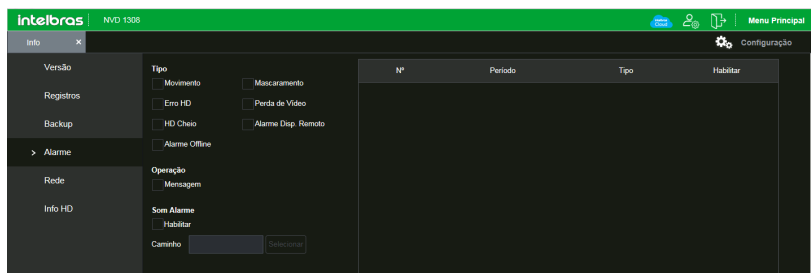 intelbras NVD 1308 Intelbras Cloud Menu Principal
Info × Configuração
Versão
Registros
Backup
> Alarme
Rede
Info HD
Tipo
Movimento Mascaramento
Erro HD Perda de Vídeo
HD Cheio Alarme Disp. Remoto
Alarme Offline
Operação
Mensagem
Som Alarme
Habilitar
Caminho Selecionar
Nº Período Tipo Habilitar